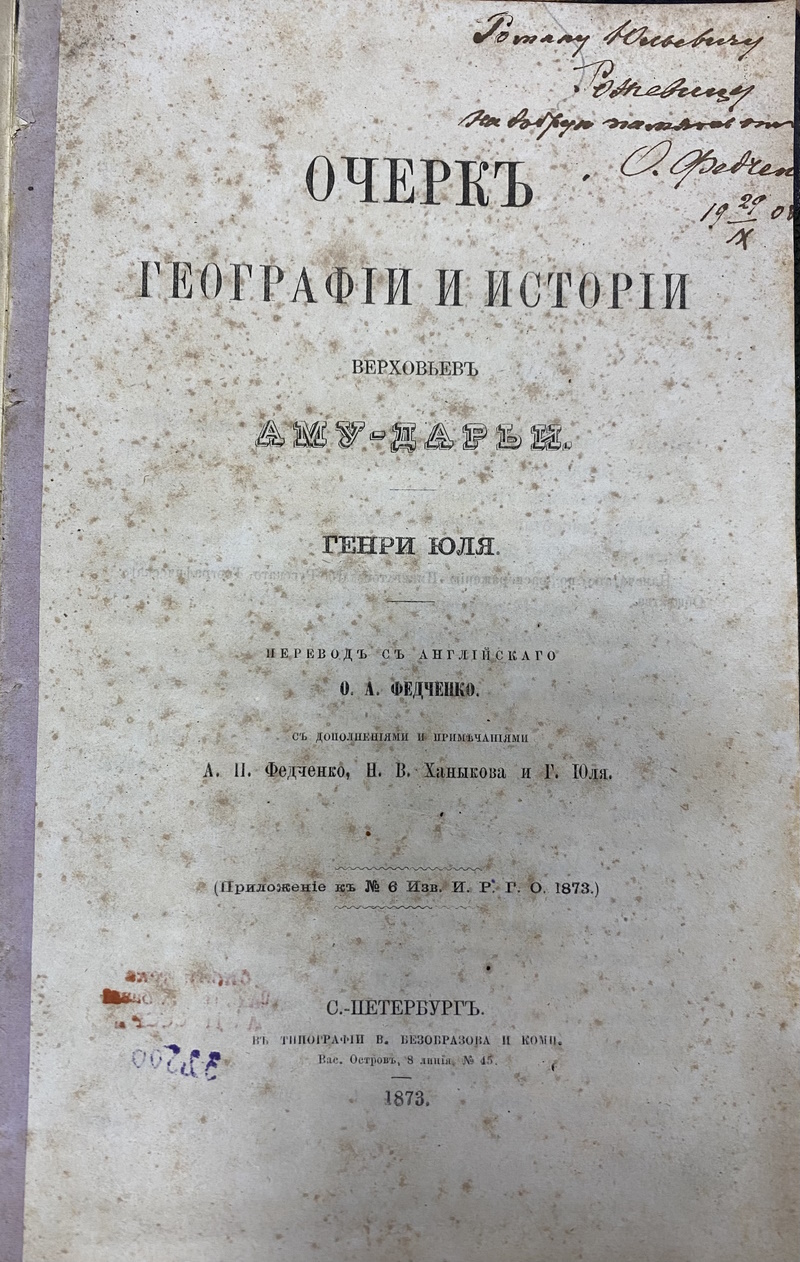 Роману Юльевичу
Рожевицу
на добрую память от
О. Федчен
19 29/IX 08
ОЧЕРКЪ
ГЕОГРАФІИ И ИСТОРІИ
ВЕРХОВЬЕВЪ
АМУ-ДАРЬИ.
ГЕНРИ ЮЛЯ.
ПЕРЕВОДЪ СЪ АНГЛІЙСКАГО
О. А. ФЕДЧЕНКО.
СЪ ДОПОЛНЕНІЯМИ И ПРИМѢЧАНІЯМИ
А. П. Федченко, Н. В. Ханыкова и Г. Юля.
(Приложеніе къ № 6 Изв. И. Р. Г. О. 1873.)
С.-ПЕТЕРБУРГЪ.
ВЪ ТИПОГРАФІИ В. БЕЗОБРАЗОВА И КОМП.
Вас. Островъ, 8 линія, № 45.
1873.